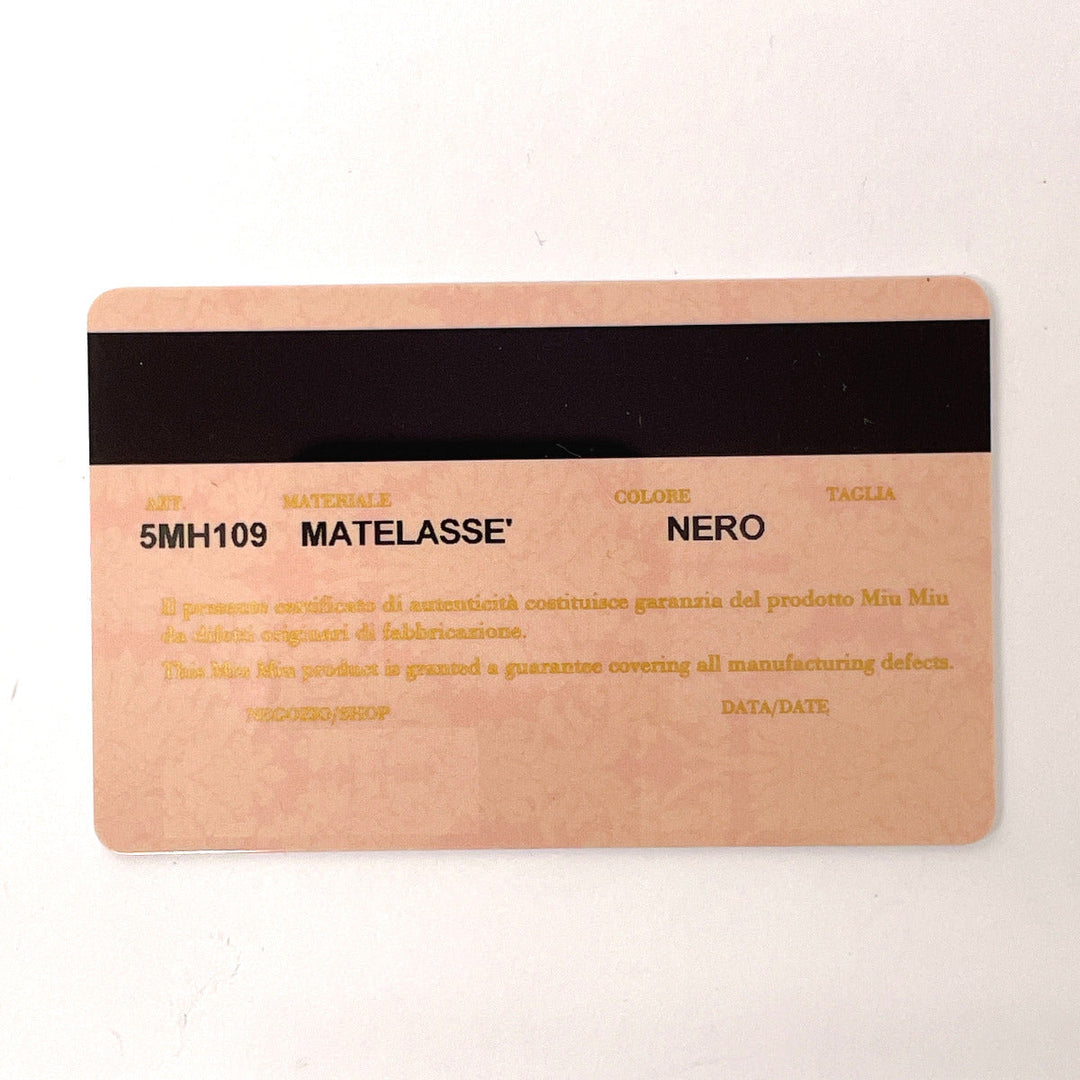 ART. MATERIALE COLORE TAGLIA
5MH109 MATELASSE' NERO
Il presente certificato di autenticità costituisce garanzia del prodotto Miu Miu
da difetti originari di fabbricazione.
This Miu Miu product is granted a guarantee covering all manufacturing defects.
NEGOZIO/SHOP DATA/DATE